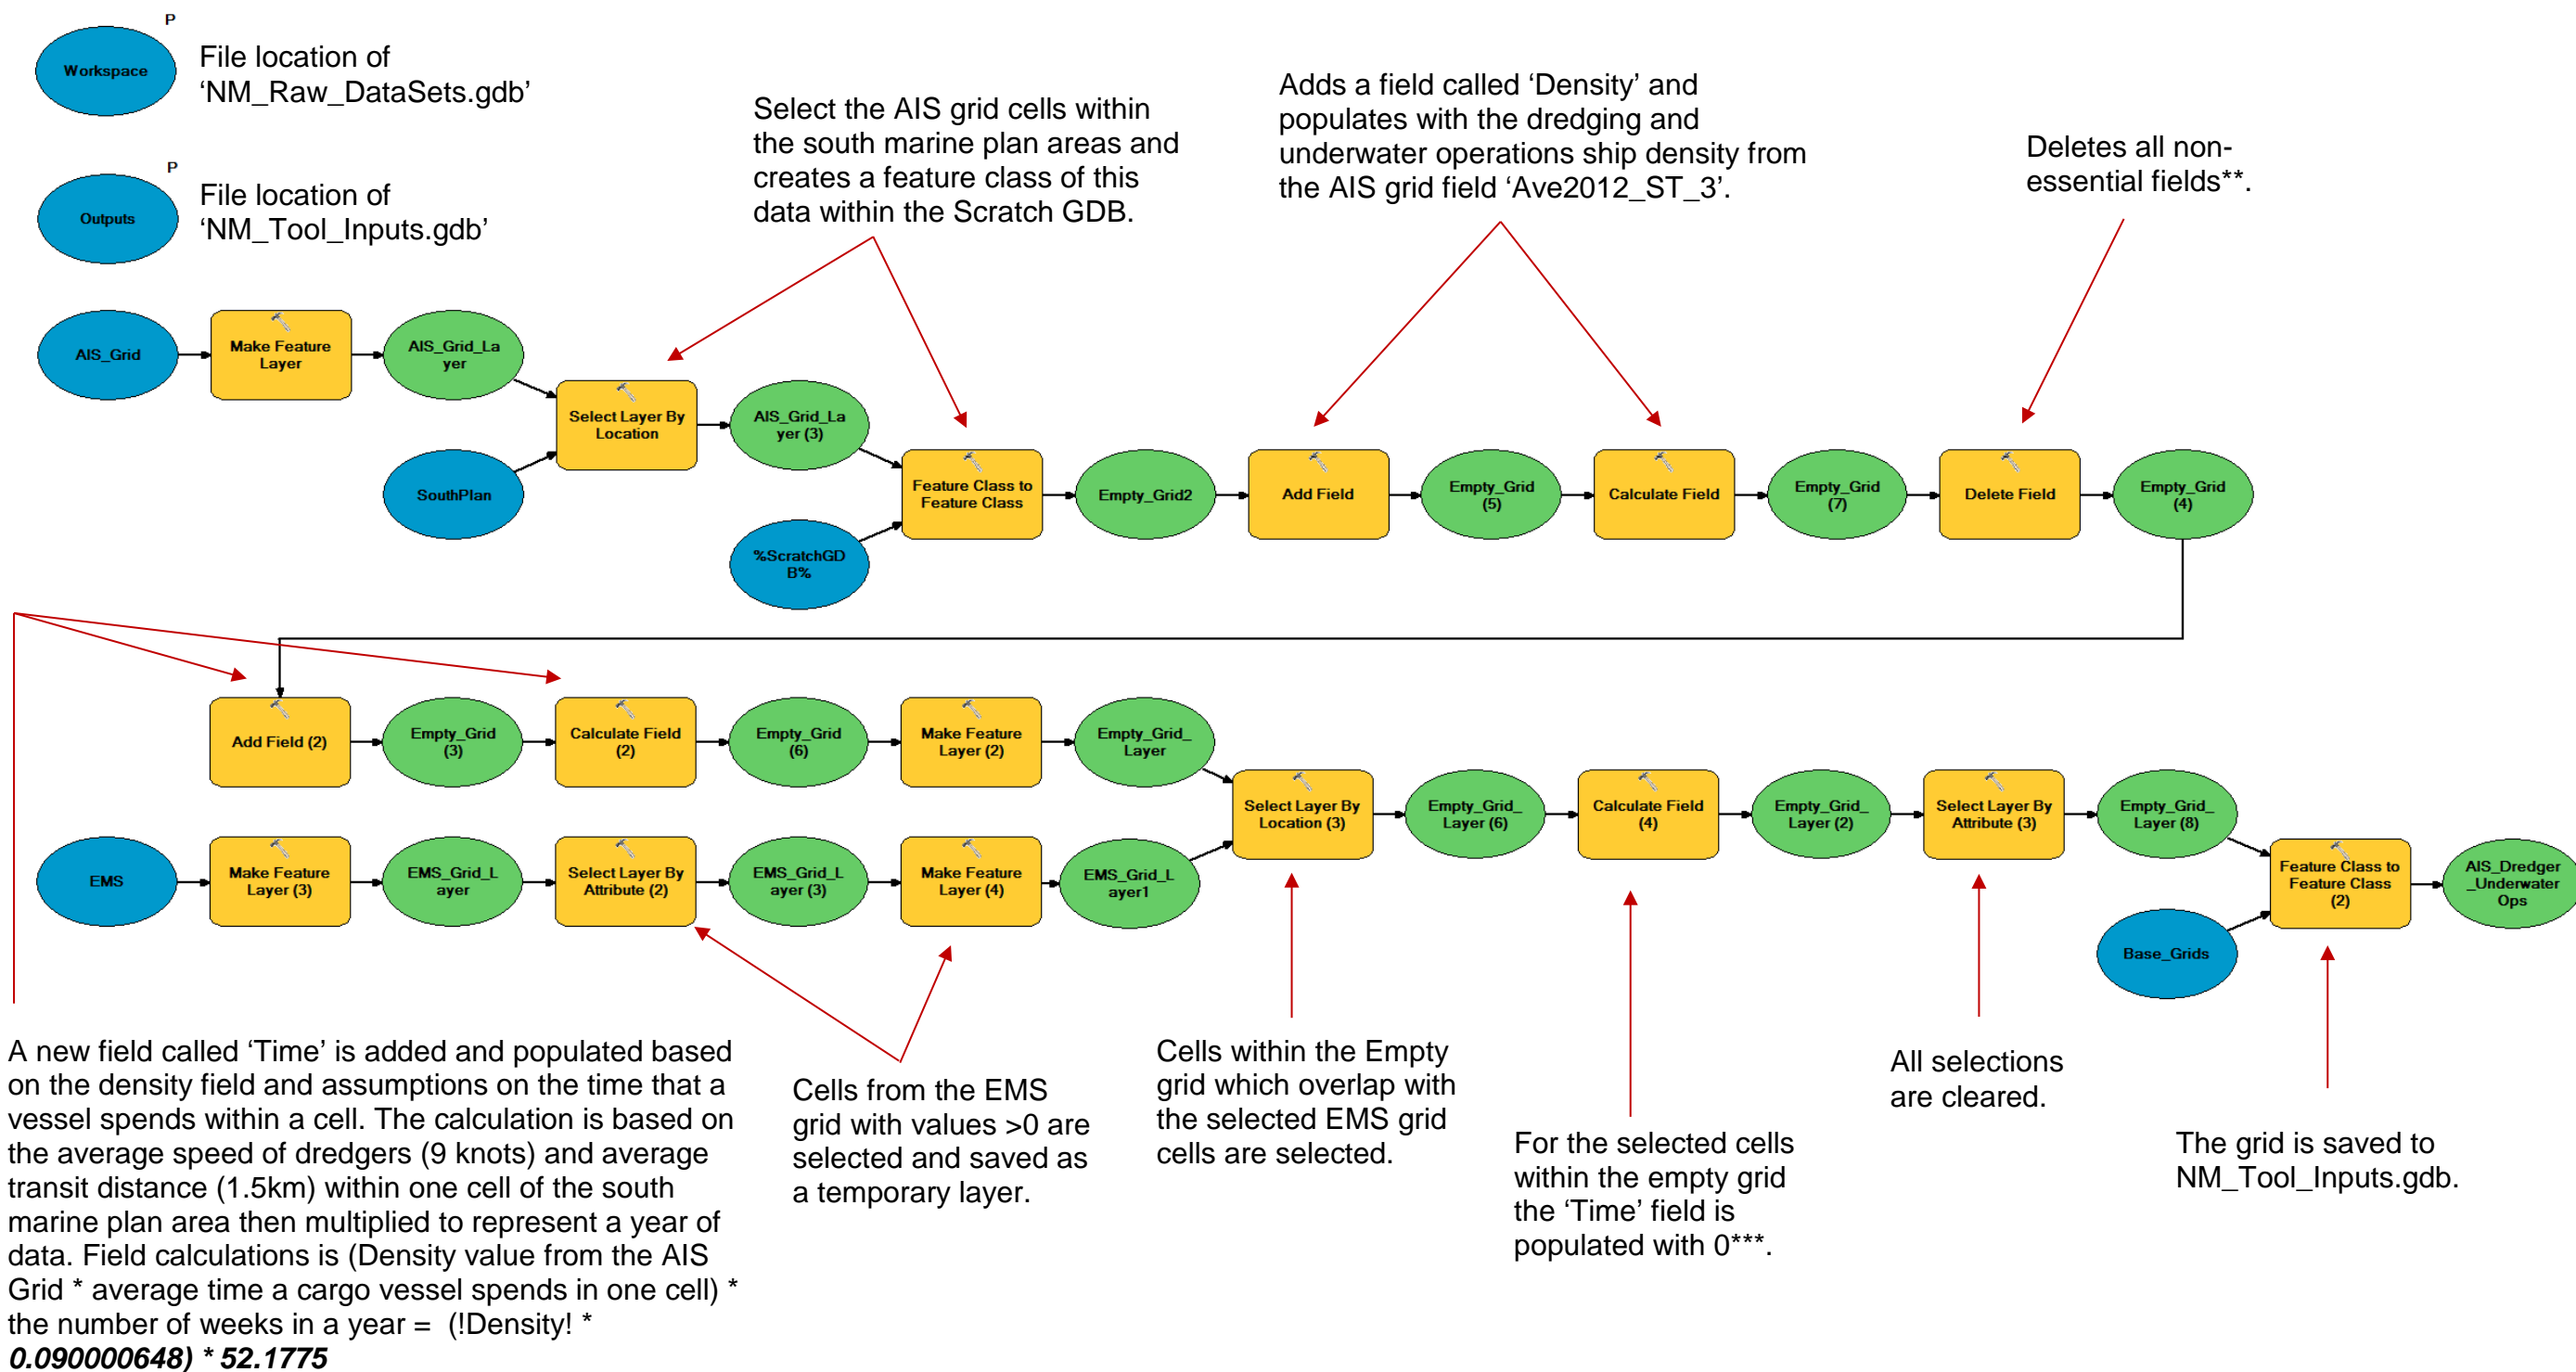 P
Workspace
File location of
‘NM_Raw_DataSets.gdb’
P
Outputs
File location of
‘NM_Tool_Inputs.gdb’
Select the AIS grid cells within
the south marine plan areas and
creates a feature class of this
data within the Scratch GDB.
Adds a field called ‘Density’ and
populates with the dredging and
underwater operations ship density from
the AIS grid field ‘Ave2012_ST_3’.
Deletes all non-
essential fields**.
AIS_Grid
Make Feature
Layer
AIS_Grid_La
yer
SouthPlan
Select Layer By
Location
AIS_Grid_La
yer (3)
%ScratchGD
B%
Feature Class to
Feature Class
Empty_Grid2
Add Field
Empty_Grid
(5)
Calculate Field
Empty_Grid
(7)
Delete Field
Empty_Grid
(4)
Add Field (2)
Empty_Grid
(3)
Calculate Field
(2)
Empty_Grid
(6)
Make Feature
Layer (2)
Empty_Grid_
Layer
EMS
Make Feature
Layer (3)
EMS_Grid_L
ayer
Select Layer By
Attribute (2)
EMS_Grid_L
ayer (3)
Make Feature
Layer (4)
EMS_Grid_L
ayer1
Select Layer By
Location (3)
Empty_Grid_
Layer (6)
Calculate Field
(4)
Empty_Grid_
Layer (2)
Select Layer By
Attribute (3)
Empty_Grid_
Layer (8)
Base_Grids
Feature Class to
Feature Class
(2)
AIS_Dredger
_Underwater
Ops
A new field called ‘Time’ is added and populated based
on the density field and assumptions on the time that a
vessel spends within a cell. The calculation is based on
the average speed of dredgers (9 knots) and average
transit distance (1.5km) within one cell of the south
marine plan area then multiplied to represent a year of
data. Field calculations is (Density value from the AIS
Grid * average time a cargo vessel spends in one cell) *
the number of weeks in a year =  (!Density! *
0.090000648) * 52.1775
Cells from the EMS
grid with values >0 are
selected and saved as
a temporary layer.
Cells within the Empty
grid which overlap with
the selected EMS grid
cells are selected.
For the selected cells
within the empty grid
the ‘Time’ field is
populated with 0***.
All selections
are cleared.
The grid is saved to
NM_Tool_Inputs.gdb.